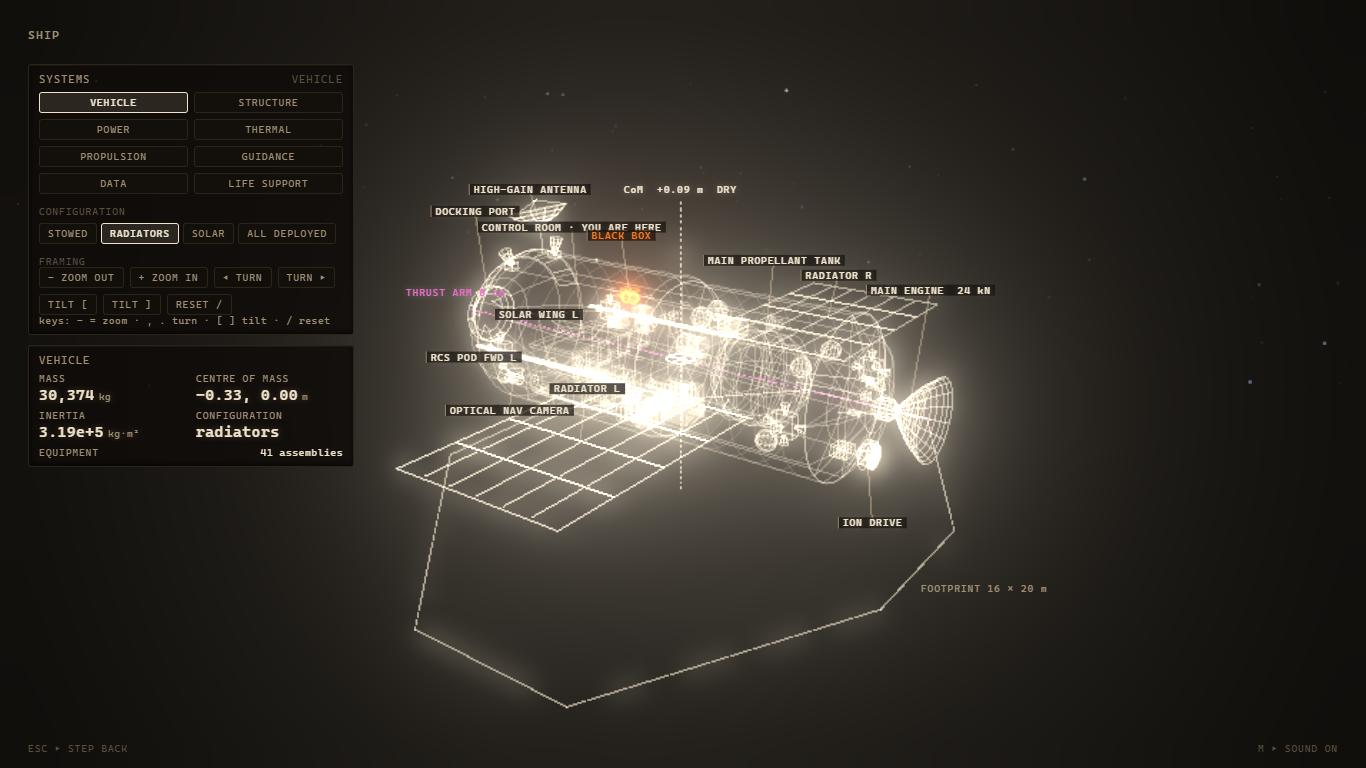 SHIP
SYSTEMS VEHICLE
VEHICLE STRUCTURE
POWER THERMAL
PROPULSION GUIDANCE
DATA LIFE SUPPORT
CONFIGURATION
STOWED RADIATORS SOLAR ALL DEPLOYED
FRAMING
− ZOOM OUT + ZOOM IN ◂ TURN TURN ▸
TILT [ TILT ] RESET /
keys: − = zoom · , . turn · [ ] tilt · / reset
VEHICLE
MASS CENTRE OF MASS
30,374 kg −0.33, 0.00 m
INERTIA CONFIGURATION
3.19e+5 kg·m² radiators
EQUIPMENT 41 assemblies
HIGH−GAIN ANTENNA
CoM +0.09 m DRY
DOCKING PORT
CONTROL ROOM · YOU ARE HERE
BLACK BOX
MAIN PROPELLANT TANK
RADIATOR R
MAIN ENGINE 24 kN
THRUST ARM
SOLAR WING L
RCS POD FWD L
RADIATOR L
OPTICAL NAV CAMERA
ION DRIVE
FOOTPRINT 16 × 20 m
ESC ▸ STEP BACK
M ▸ SOUND ON